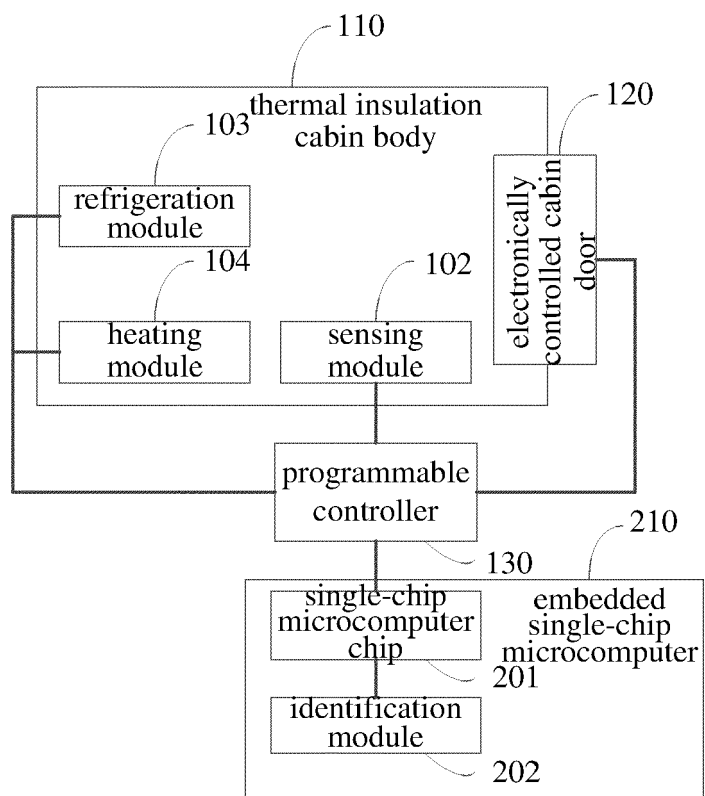 110
thermal insulation
cabin body
120
103
refrigeration
module
electronically
controlled cabin
door
104
heating
module
102
sensing
module
programmable
controller
130
210
single-chip
microcomputer
chip
201
embedded
single-chip
microcomputer
identification
module
202